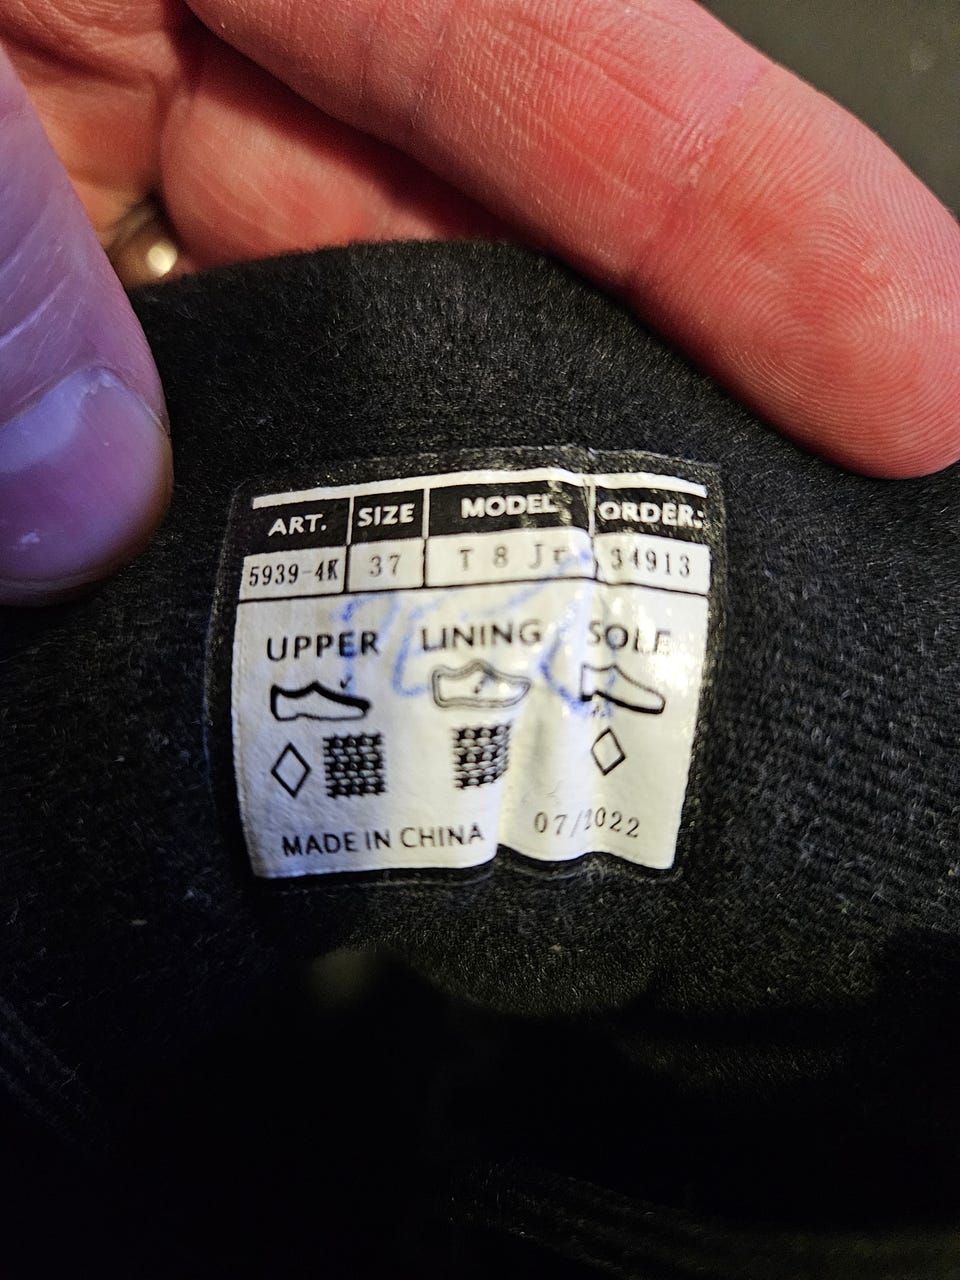 ART. SIZE MODEL ORDER:
5939-4K 37 T 8 Jr 34913
UPPER LINING SOLE
MADE IN CHINA 07/2022